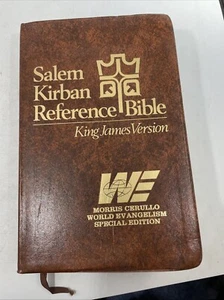 Salem
Kirban
Reference Bible
King James Version
WE
MORRIS CERULLO
WORLD EVANGELISM
SPECIAL EDITION